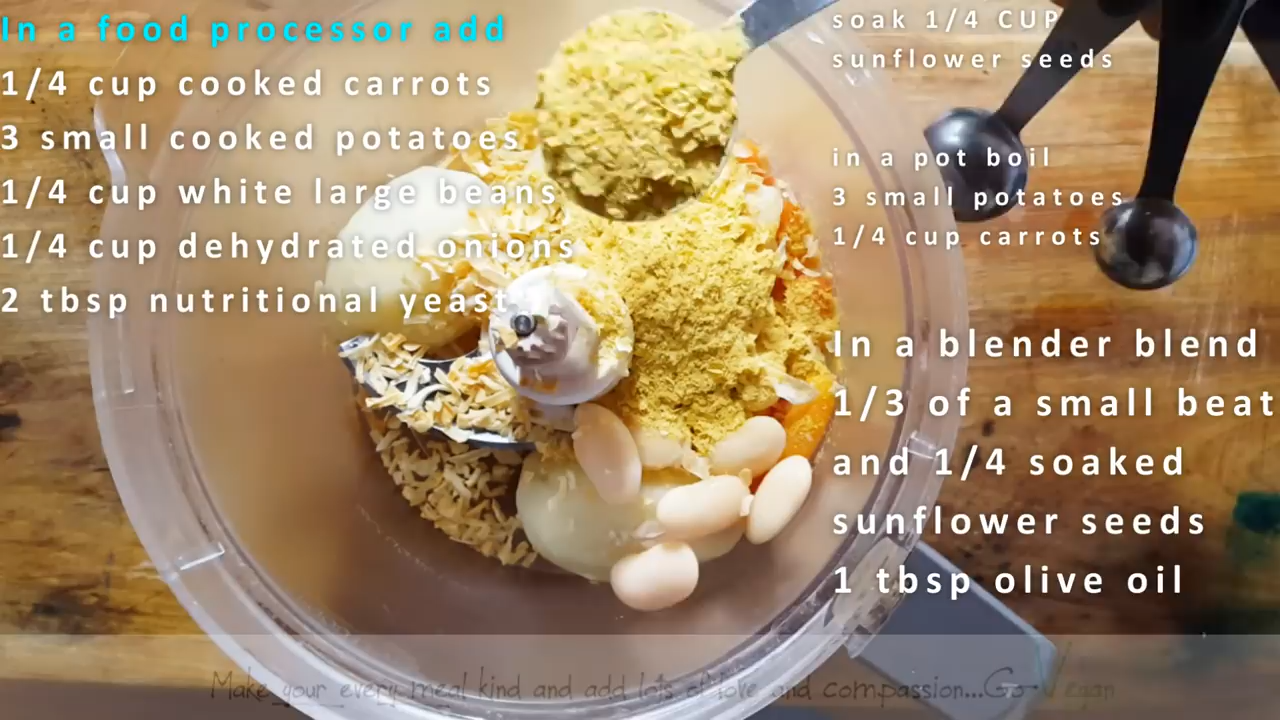 In a food processor add
1/4 cup cooked carrots
3 small cooked potatoes
1/4 cup white large beans
1/4 cup dehydrated onions
2 tbsp nutritional yeast
soak 1/4 CUP
sunflower seeds
in a pot boil
3 small potatoes
1/4 cup carrots
In a blender blend
1/3 of a small beat
and 1/4 soaked
sunflower seeds
1 tbsp olive oil
Make your every meal kind and add lots of love and compassion...Go Vegan